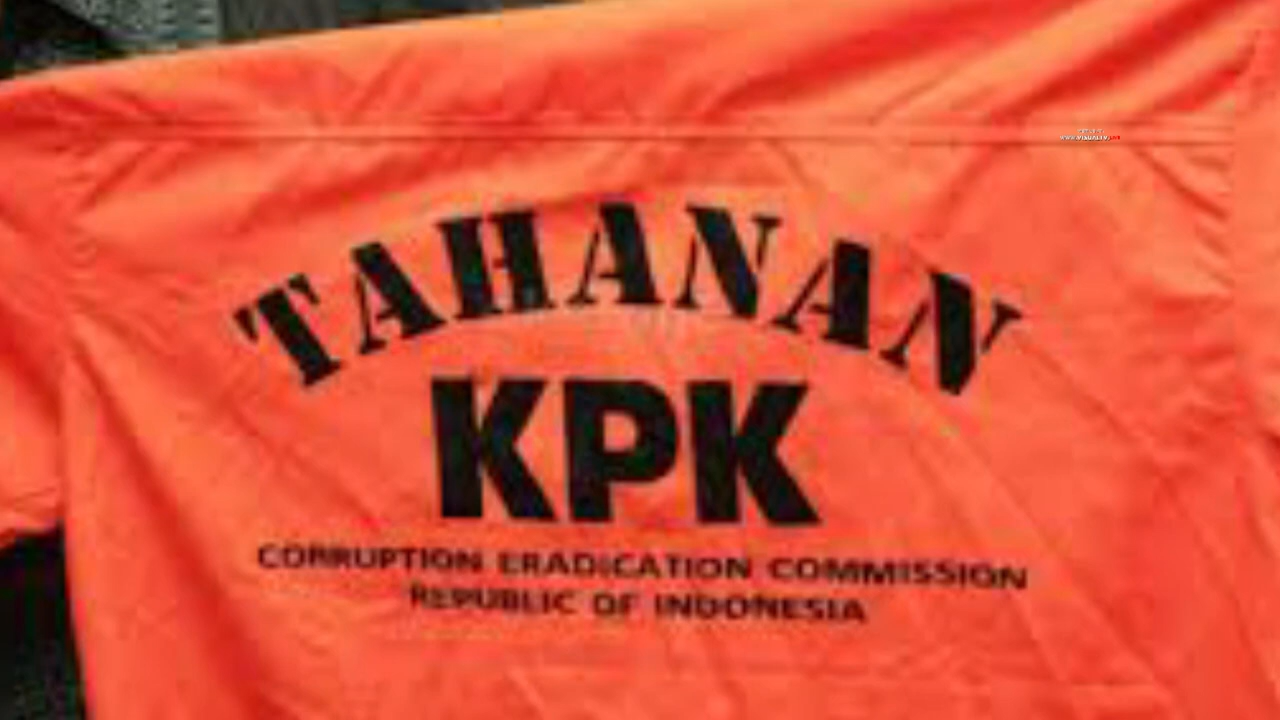 TAHANAN
KPK
CORRUPTION ERADICATION COMMISSION
REPUBLIC OF INDONESIA